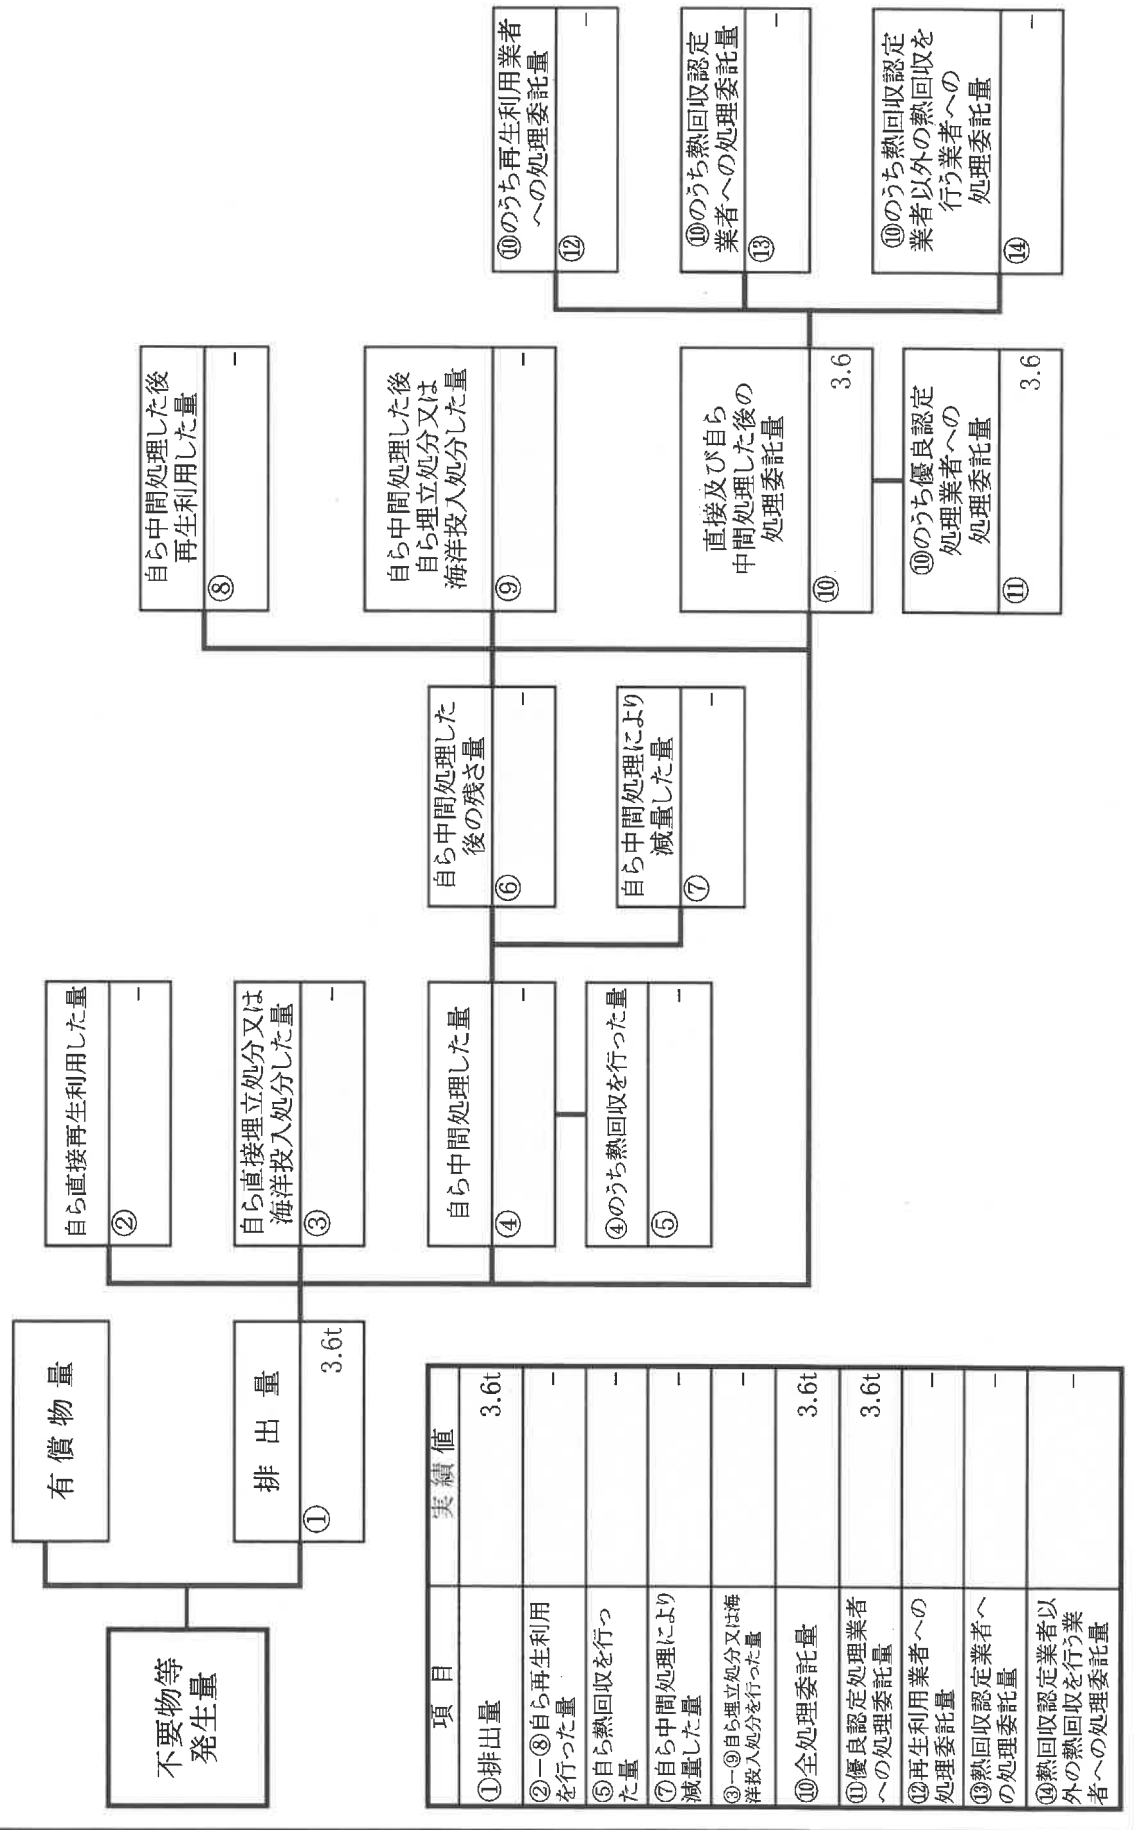 不要物等
発生量
有 償 物 量
排 出 量
①
3.6t
自ら直接再生利用した量
②
－
自ら直接埋立処分又は
海洋投入処分した量
③
－
自ら中間処理した量
④
－
④のうち熱回収を行った量
⑤
－
自ら中間処理した
後の残さ量
⑥
－
自ら中間処理により
減量した量
⑦
－
自ら中間処理した後
再生利用した量
⑧
－
自ら中間処理した後
自ら埋立処分又は
海洋投入処分した量
⑨
－
直接及び自ら
中間処理した後の
処理委託量
⑩
3.6
⑩のうち優良認定
処理業者への
処理委託量
⑪
3.6
⑩のうち再生利用業者
への処理委託量
⑫
－
⑩のうち熱回収認定
業者への処理委託量
⑬
－
⑩のうち熱回収認定
業者以外の熱回収を
行う業者への
処理委託量
⑭
－
項 目 実 績 値
①排出量 3.6t
②－⑧自ら再生利用
を行った量 －
⑤自ら熱回収を行っ
た量 －
⑦自ら中間処理により
減量した量 －
③－⑨自ら埋立処分又は海
洋投入処分を行った量 －
⑩全処理委託量 3.6t
⑪優良認定処理業者
への処理委託量 3.6t
⑫再生利用業者への
処理委託量 －
⑬熱回収認定業者へ
の処理委託量 －
⑭熱回収認定業者以
外の熱回収を行う業
者への処理委託量 －